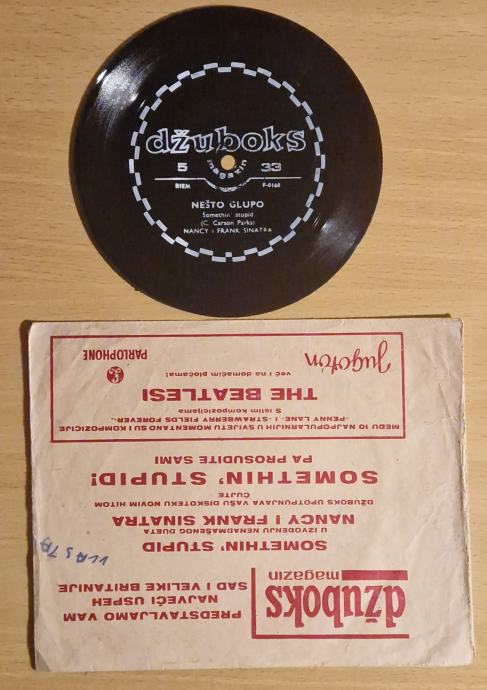 džuboks
magazin
5 33
BIEM F-0168
NEŠTO GLUPO
Somethin' stupid
(C. Carson Parks)
NANCY i FRANK SINATRA
džuboks
magazin
PREDSTAVLJAMO VAM
NAJVEĆI USPEH
SAD I VELIKE BRITANIJE
SOMETHIN' STUPID
U IZVOĐENJU NENADMAŠENOG DUETA
NANCY I FRANK SINATRA
DŽUBOKS UPOTPUNJAVA VAŠU DISKOTEKU NOVIM HITOM
ČUJTE
SOMETHIN' STUPID!
PA PROSUDITE SAMI
MEĐU 10 NAJPOPULARNIJIH U SVIJETU MOMENTANO SU I KOMPOZICIJE
»PENNY LANE« I »STRAWBERRY FIELDS FOREVER«.
S istim kompozicijama
THE BEATLESI
već i na domaćim pločama!
Jugoton
PARLOPHONE